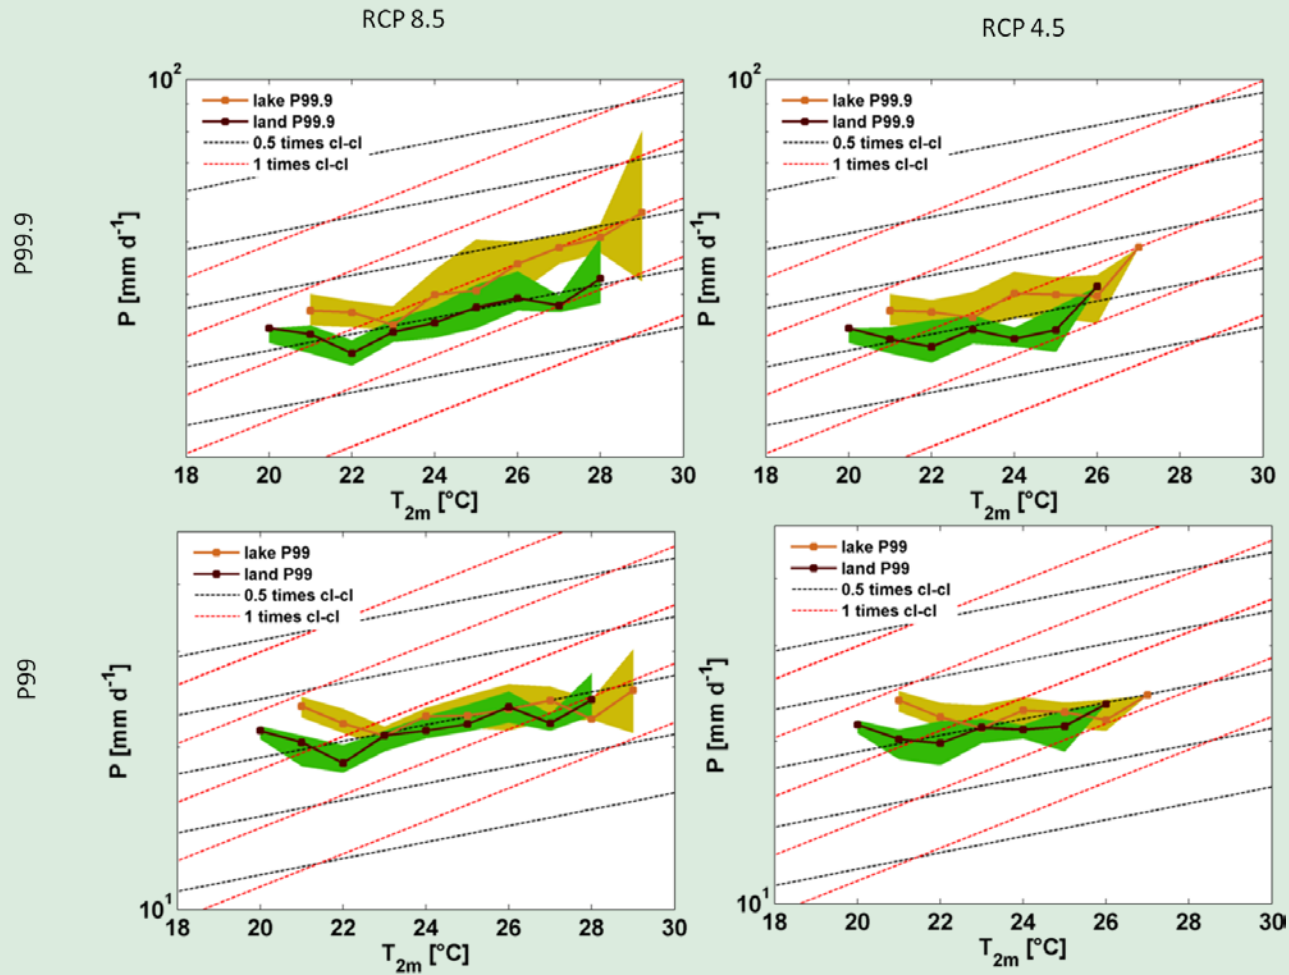 RCP 8.5
RCP 4.5
P99.9
10²
P [mm d⁻¹]
lake P99.9
land P99.9
0.5 times cl-cl
1 times cl-cl
18 20 22 24 26 28 30
T2m [°C]
10²
P [mm d⁻¹]
lake P99.9
land P99.9
0.5 times cl-cl
1 times cl-cl
18 20 22 24 26 28 30
T2m [°C]
P99
P [mm d⁻¹]
lake P99
land P99
0.5 times cl-cl
1 times cl-cl
10¹
18 20 22 24 26 28 30
T2m [°C]
P [mm d⁻¹]
lake P99
land P99
0.5 times cl-cl
1 times cl-cl
10¹
18 20 22 24 26 28 30
T2m [°C]